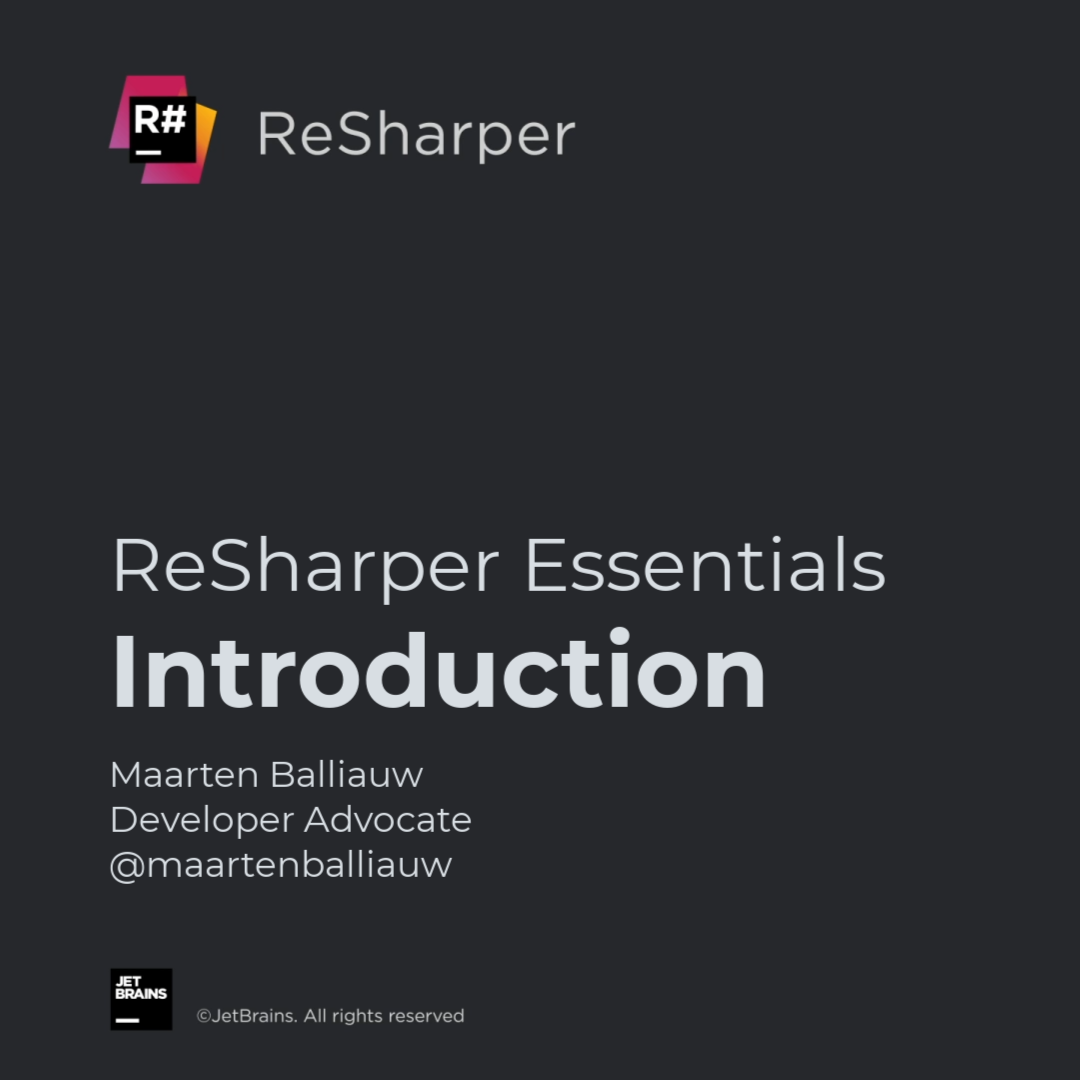 R#
ReSharper
ReSharper Essentials
Introduction
Maarten Balliauw
Developer Advocate
@maartenballiauw
JET
BRAINS
©JetBrains. All rights reserved